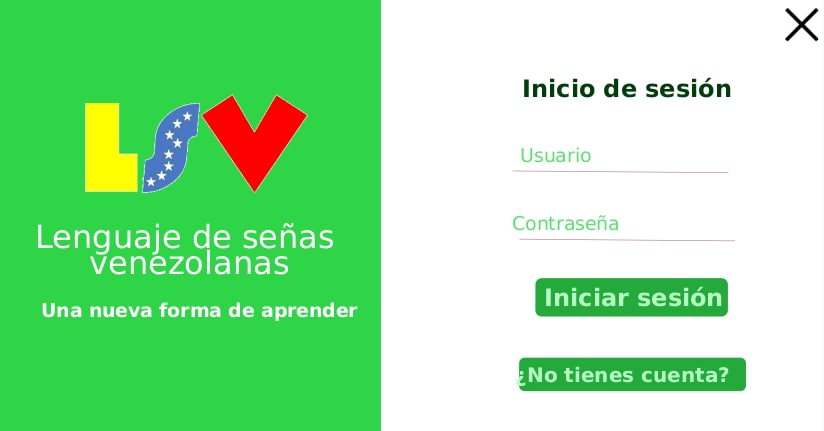 LSV
Lenguaje de señas
venezolanas
Una nueva forma de aprender
Inicio de sesión
Usuario
Contraseña
Iniciar sesión
¿No tienes cuenta?